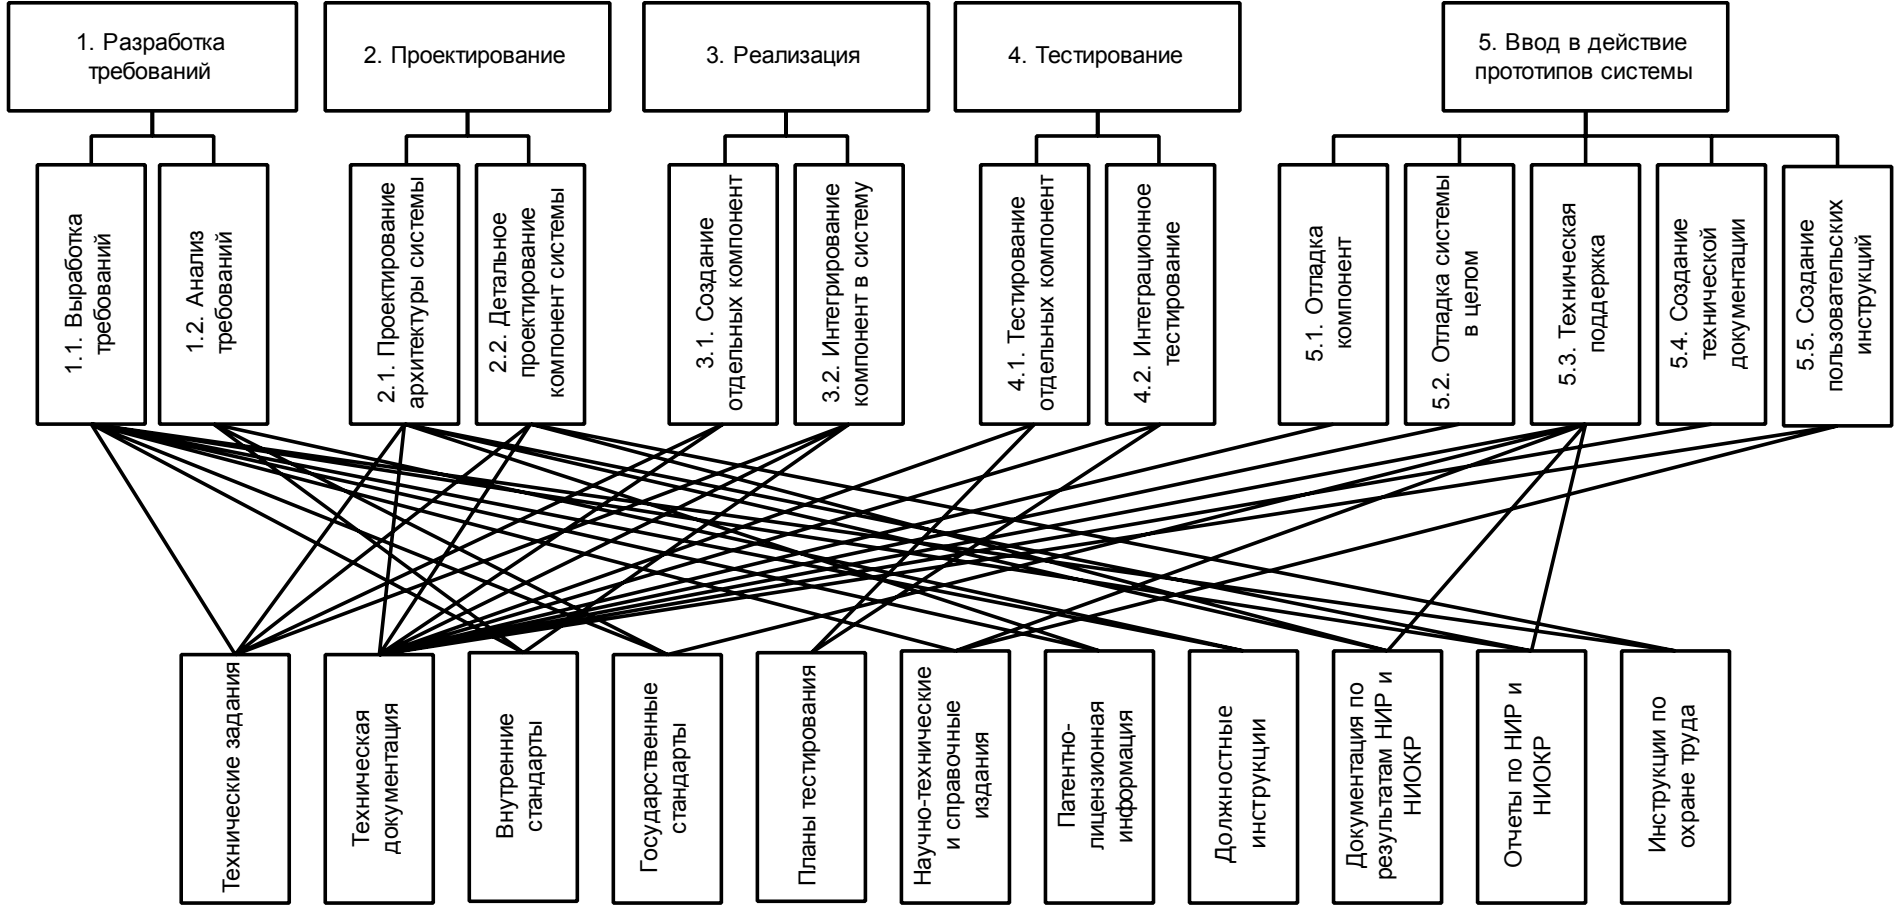 1. Разработка
требований
2. Проектирование
3. Реализация
4. Тестирование
5. Ввод в действие
прототипов системы
1.1. Выработка
требований
1.2. Анализ
требований
2.1. Проектирование
архитектуры системы
2.2. Детальное
проектирование
компонент системы
3.1. Создание
отдельных компонент
3.2. Интегрирование
компонент в систему
4.1. Тестирование
отдельных компонент
4.2. Интеграционное
тестирование
5.1. Отладка
компонент
5.2. Отладка системы
в целом
5.3. Техническая
поддержка
5.4. Создание
технической
документации
5.5. Создание
пользовательских
инструкций
Технические задания
Техническая
документация
Внутренние
стандарты
Государственные
стандарты
Планы тестирования
Научно-технические
и справочные
издания
Патентно-
лицензионная
информация
Должностные
инструкции
Документация по
результатам НИР и
НИОКР
Отчеты по НИР и
НИОКР
Инструкции по
охране труда